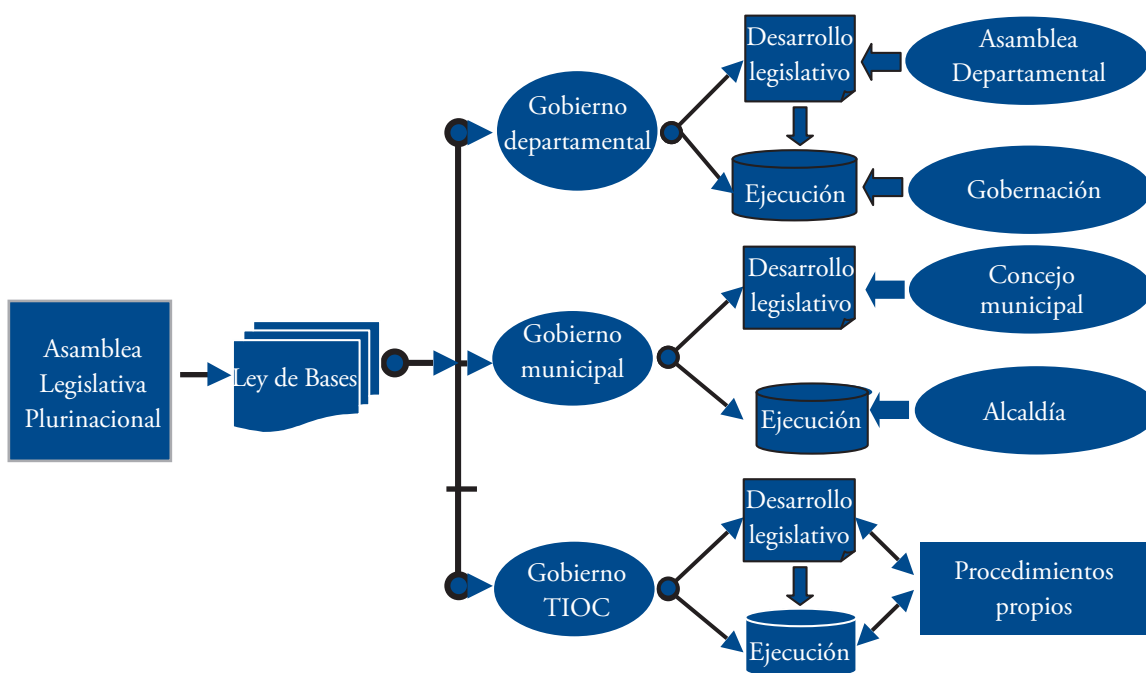 Asamblea
Legislativa
Plurinacional
Ley de Bases
Gobierno
departamental
Desarrollo
legislativo
Asamblea
Departamental
Ejecución
Gobernación
Gobierno
municipal
Desarrollo
legislativo
Concejo
municipal
Ejecución
Alcaldía
Gobierno
TIOC
Desarrollo
legislativo
Ejecución
Procedimientos
propios